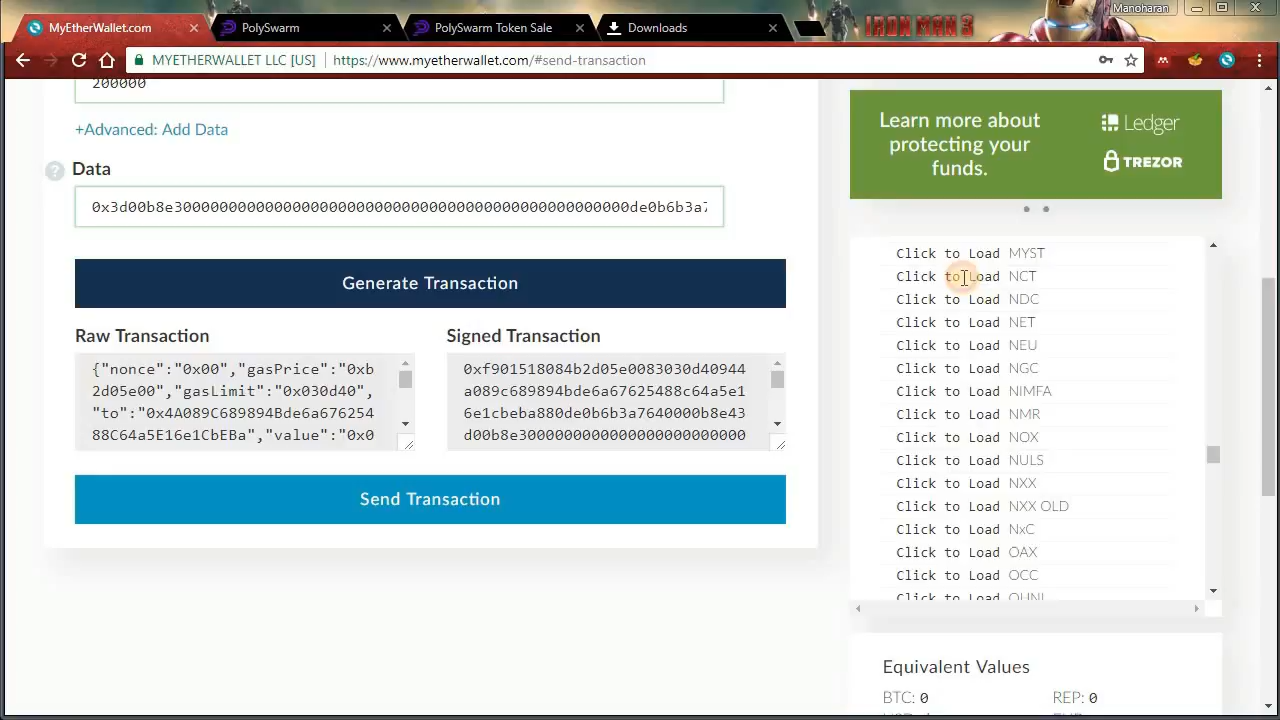 Manoharan
IRON MAN 3
MyEtherWallet.com
PolySwarm
PolySwarm Token Sale
Downloads
MYETHERWALLET LLC [US]
https://www.myetherwallet.com/#send-transaction
200000
+Advanced: Add Data
? Data
Generate Transaction
Raw Transaction
{"nonce":"0x00","gasPrice":"0xb
2d05e00","gasLimit":"0x030d40",
"to":"0x4A089C689894Bde6a676254
88C64a5E16e1CbEBa","value":"0x0
Signed Transaction
0xf901518084b2d05e0083030d40944
a089c689894bde6a67625488c64a5e1
6e1cbeba880de0b6b3a7640000b8e43
d00b8e3000000000000000000000000
Send Transaction
Learn more about
protecting your
funds.
Ledger
TREZOR
Click to Load MYST
Click to Load NCT
Click to Load NDC
Click to Load NET
Click to Load NEU
Click to Load NGC
Click to Load NIMFA
Click to Load NMR
Click to Load NOX
Click to Load NULS
Click to Load NXX
Click to Load NXX OLD
Click to Load NxC
Click to Load OAX
Click to Load OCC
Click to Load
Equivalent Values
BTC: 0
REP: 0